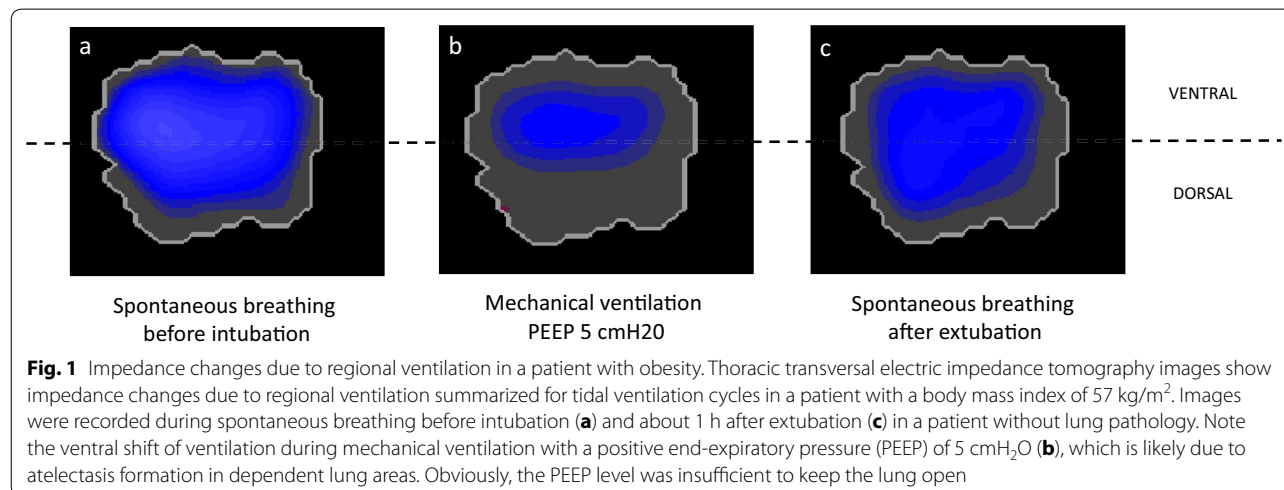 a
b
c
VENTRAL
DORSAL
Spontaneous breathing
before intubation
Mechanical ventilation
PEEP 5 cmH20
Spontaneous breathing
after extubation
Fig. 1 Impedance changes due to regional ventilation in a patient with obesity. Thoracic transversal electric impedance tomography images show
impedance changes due to regional ventilation summarized for tidal ventilation cycles in a patient with a body mass index of 57 kg/m². Images
were recorded during spontaneous breathing before intubation (a) and about 1 h after extubation (c) in a patient without lung pathology. Note
the ventral shift of ventilation during mechanical ventilation with a positive end-expiratory pressure (PEEP) of 5 cmH₂O (b), which is likely due to
atelectasis formation in dependent lung areas. Obviously, the PEEP level was insufficient to keep the lung open